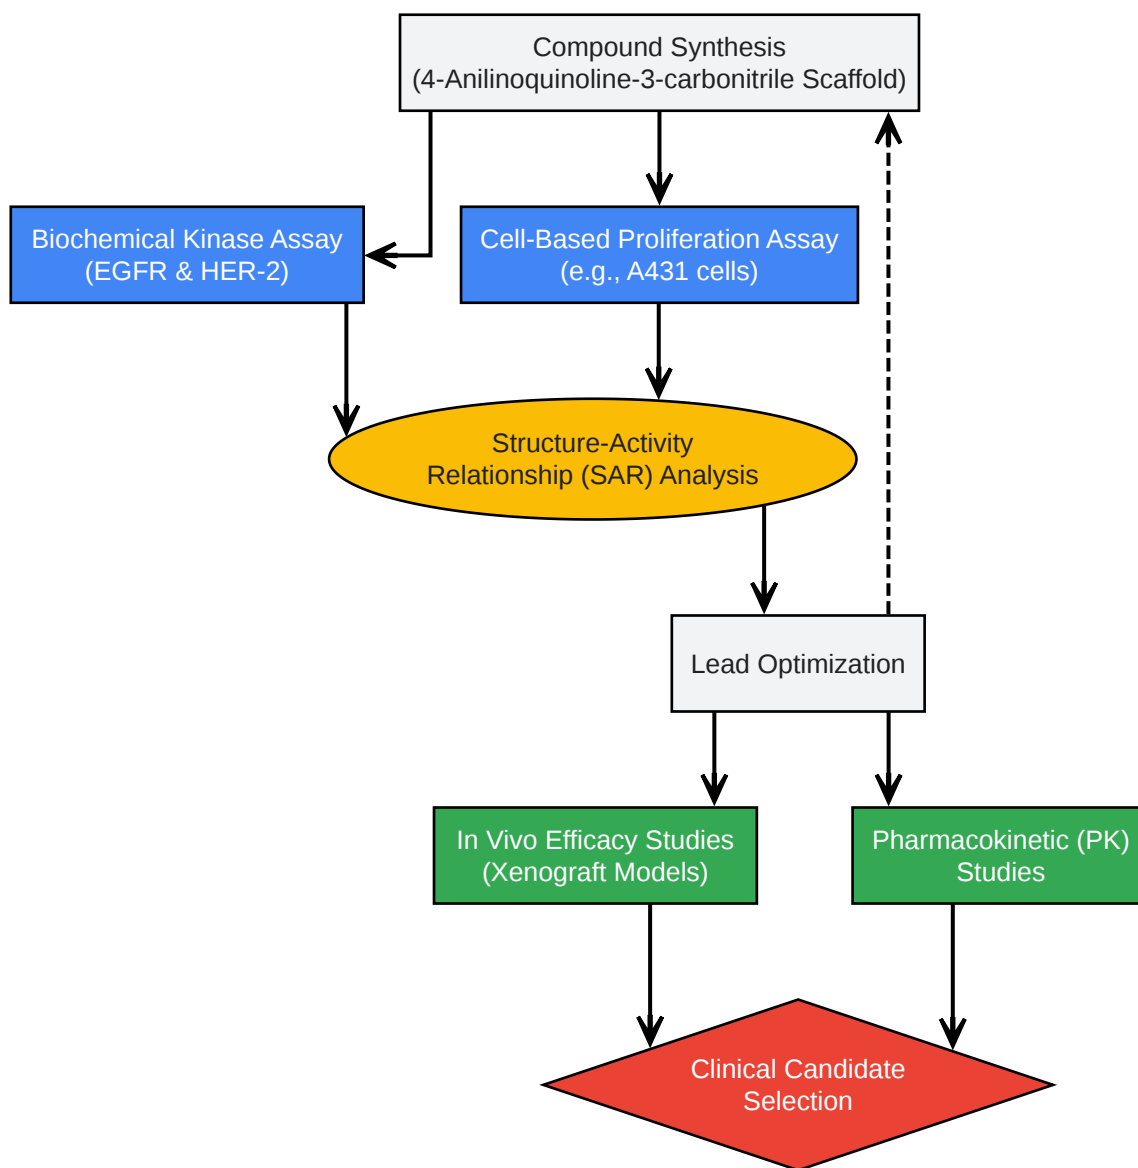 Compound Synthesis
(4-Anilinoquinoline-3-carbonitrile Scaffold)
Biochemical Kinase Assay
(EGFR & HER-2)
Cell-Based Proliferation Assay
(e.g., A431 cells)
Structure-Activity
Relationship (SAR) Analysis
Lead Optimization
In Vivo Efficacy Studies
(Xenograft Models)
Pharmacokinetic (PK)
Studies
Clinical Candidate
Selection